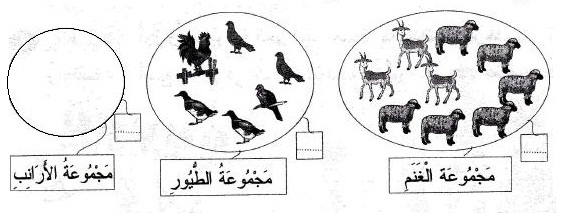 مَجْمُوعَة الْغَنَمِ
مَجْمُوعَةُ الطُّيُورِ
مَجْمُوعَةُ الأَرَانِبِ